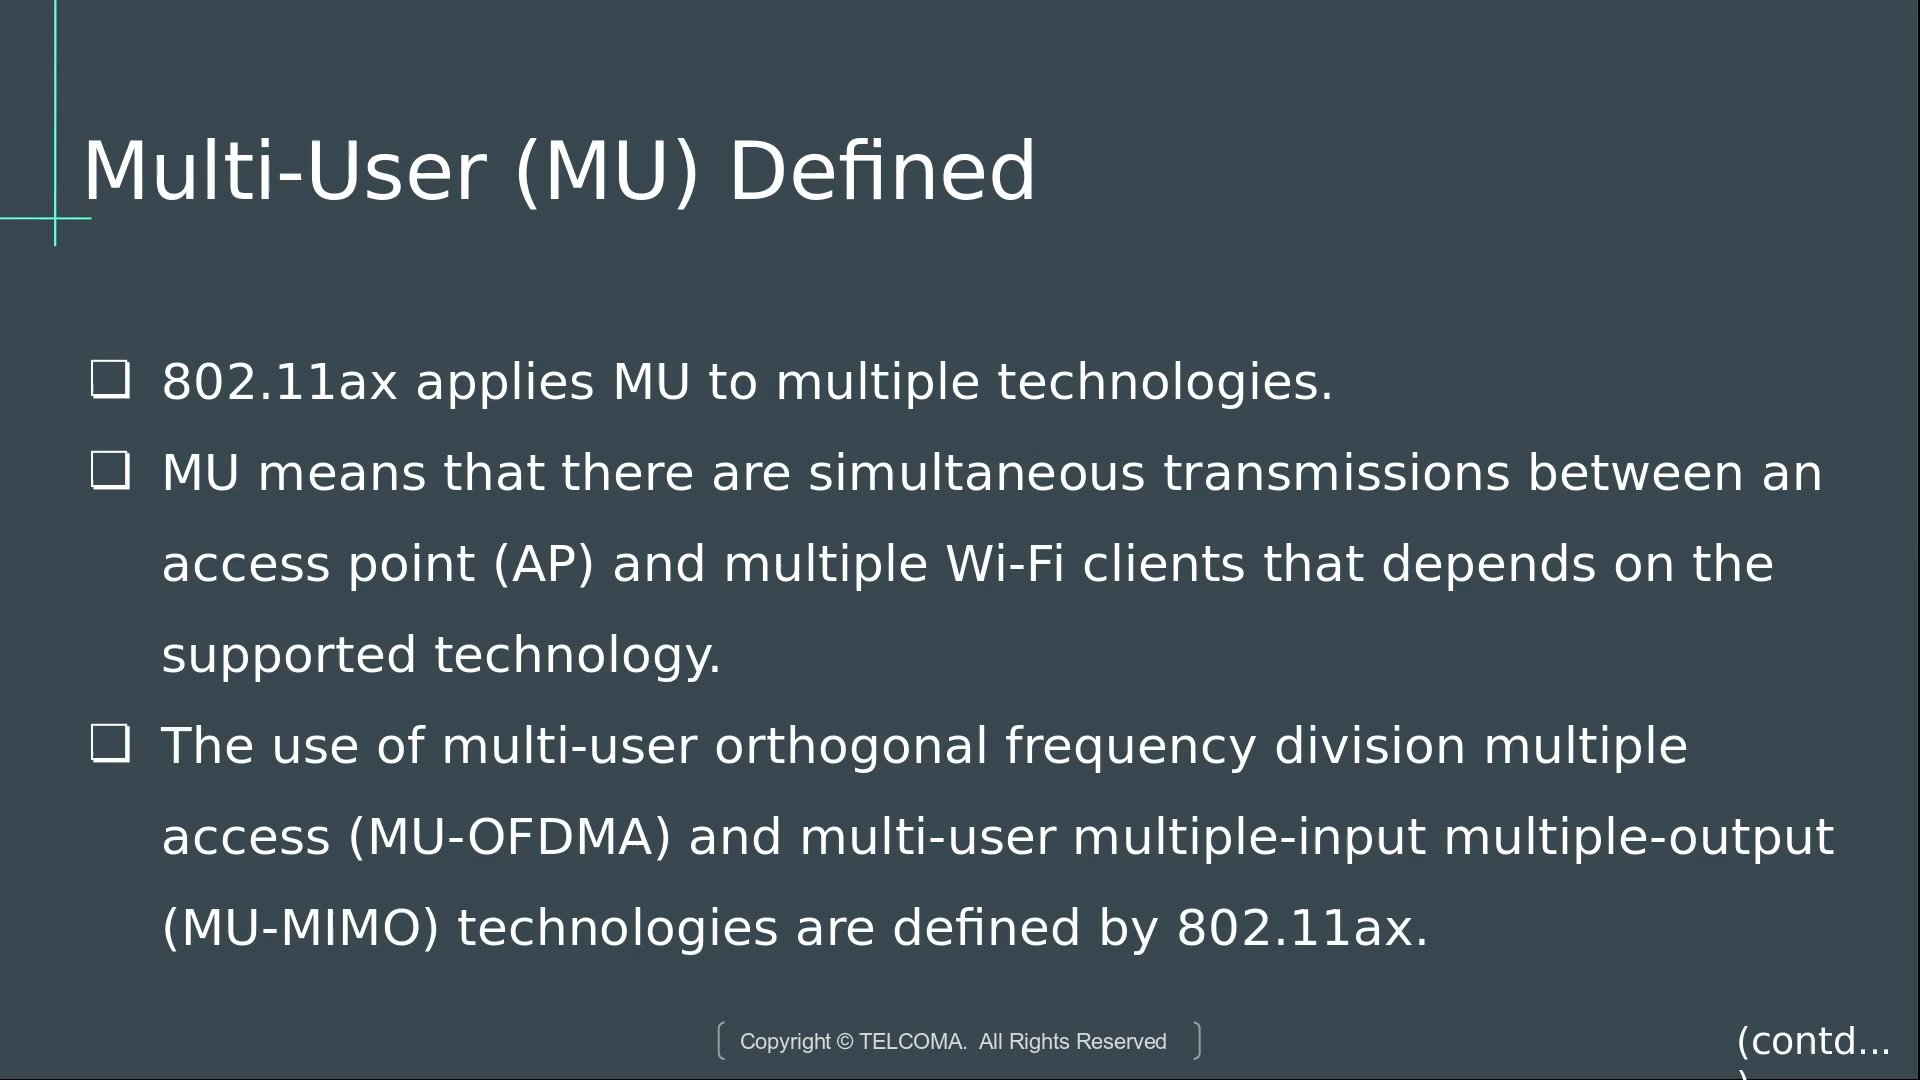 Multi-User (MU) Defined
❏ 802.11ax applies MU to multiple technologies.
❏ MU means that there are simultaneous transmissions between an
access point (AP) and multiple Wi-Fi clients that depends on the
supported technology.
❏ The use of multi-user orthogonal frequency division multiple
access (MU-OFDMA) and multi-user multiple-input multiple-output
(MU-MIMO) technologies are defined by 802.11ax.
Copyright © TELCOMA. All Rights Reserved
(contd...
)